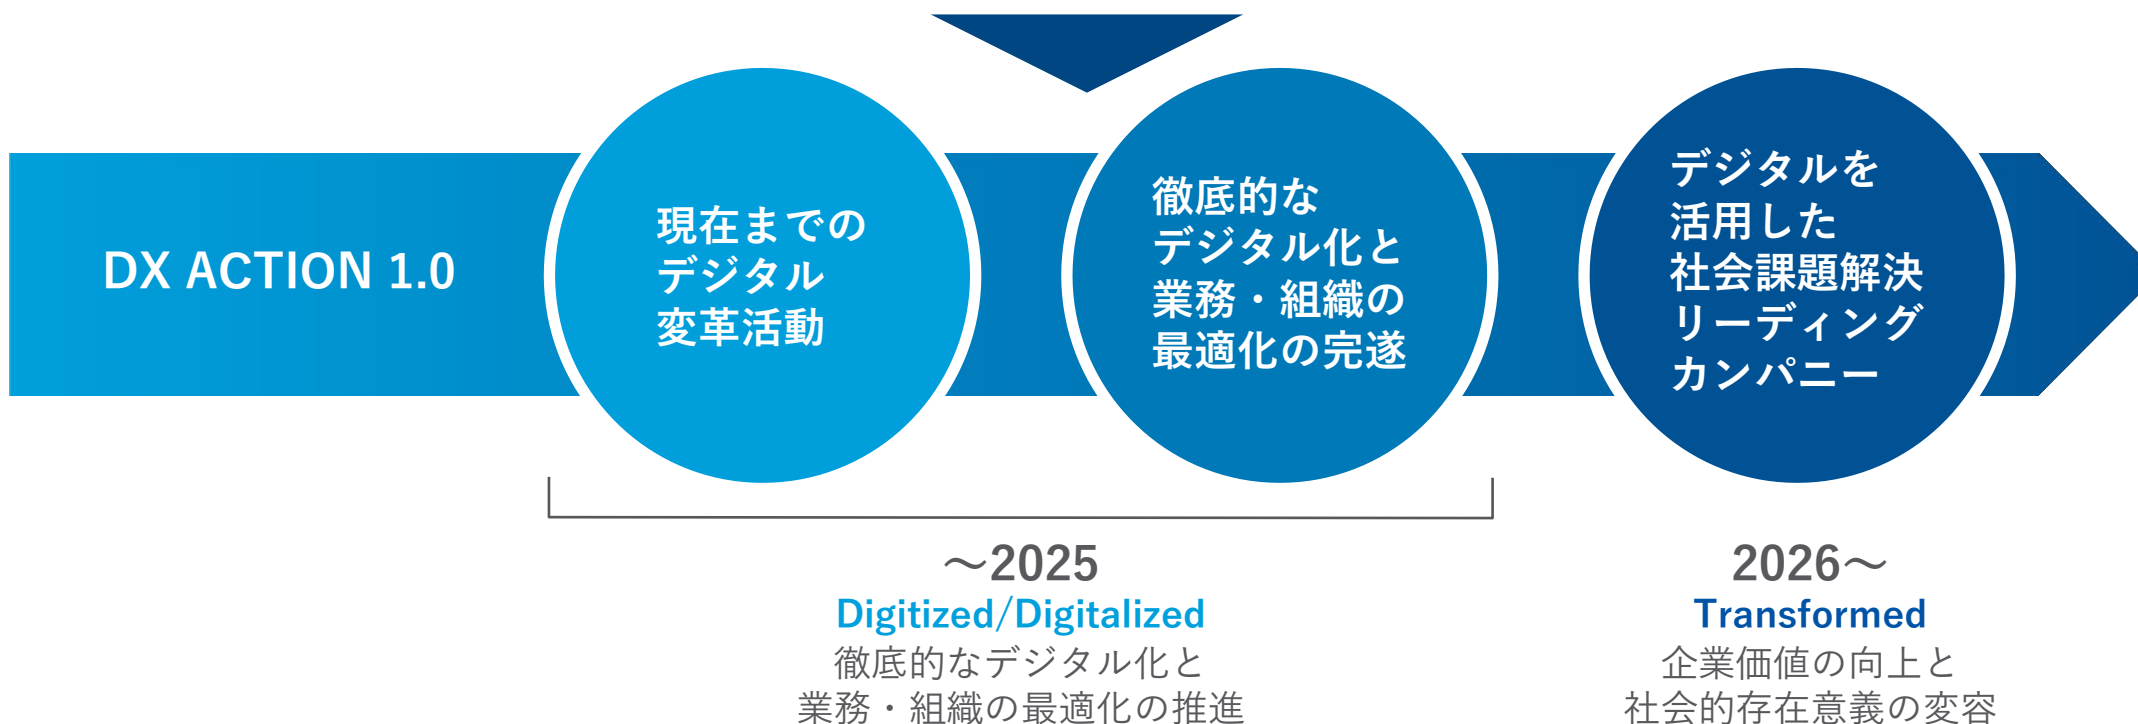 DX ACTION 1.0
現在までの
デジタル
変革活動
徹底的な
デジタル化と
業務・組織の
最適化の完遂
デジタルを
活用した
社会課題解決
リーディング
カンパニー
～2025
Digitized/Digitalized
徹底的なデジタル化と
業務・組織の最適化の推進
2026～
Transformed
企業価値の向上と
社会的存在意義の変容